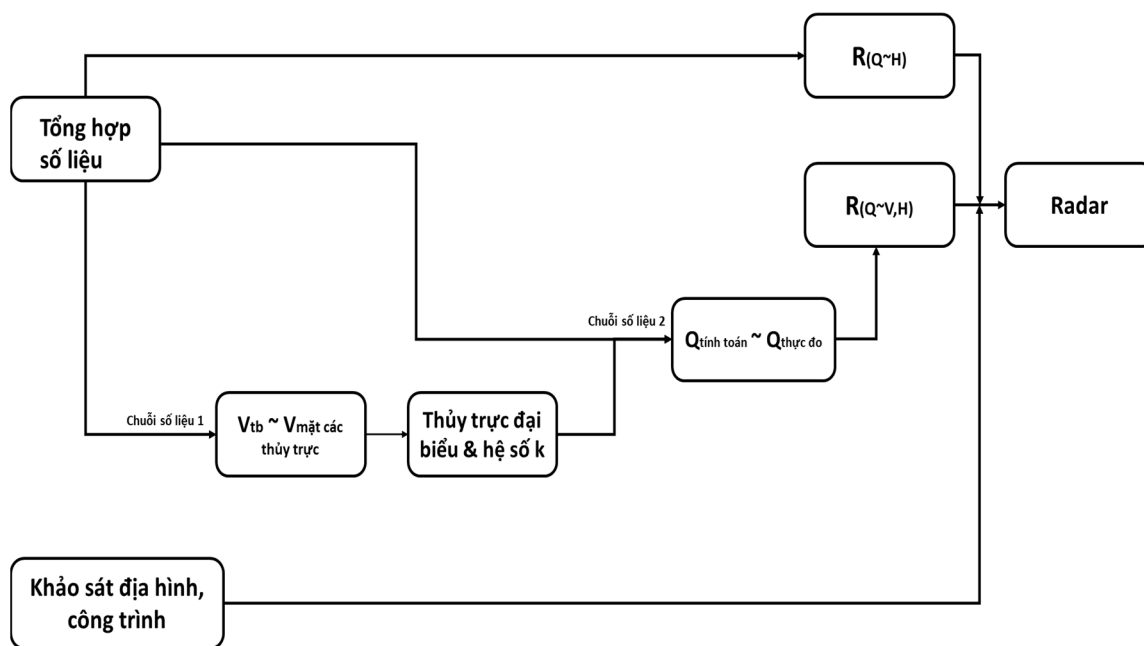 R(Q~H)
Tổng hợp
số liệu
R(Q~V,H)
Radar
Chuỗi số liệu 2
Qtính toán ~ Qthực đo
Chuỗi số liệu 1
Vtb ~ Vmặt các
thủy trực
Thủy trực đại
biểu & hệ số k
Khảo sát địa hình,
công trình